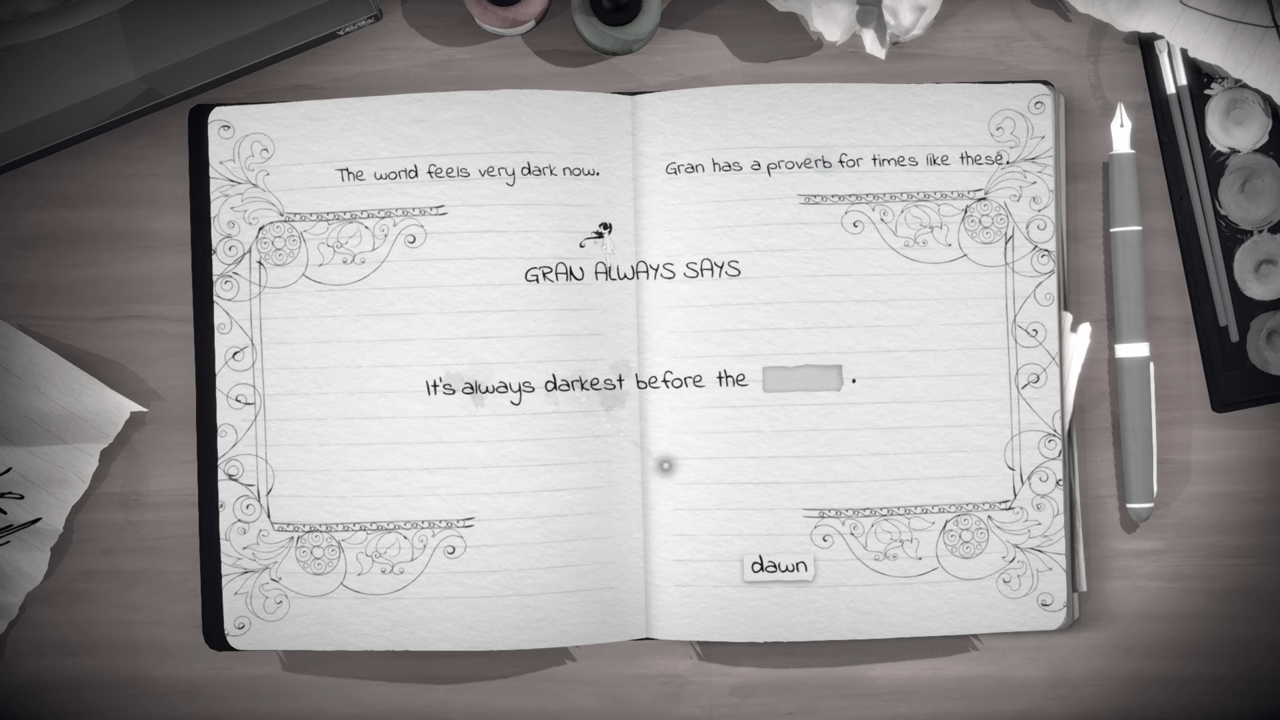 The world feels very dark now.
Gran has a proverb for times like these.
GRAN ALWAYS SAYS
It's always darkest before the .
dawn